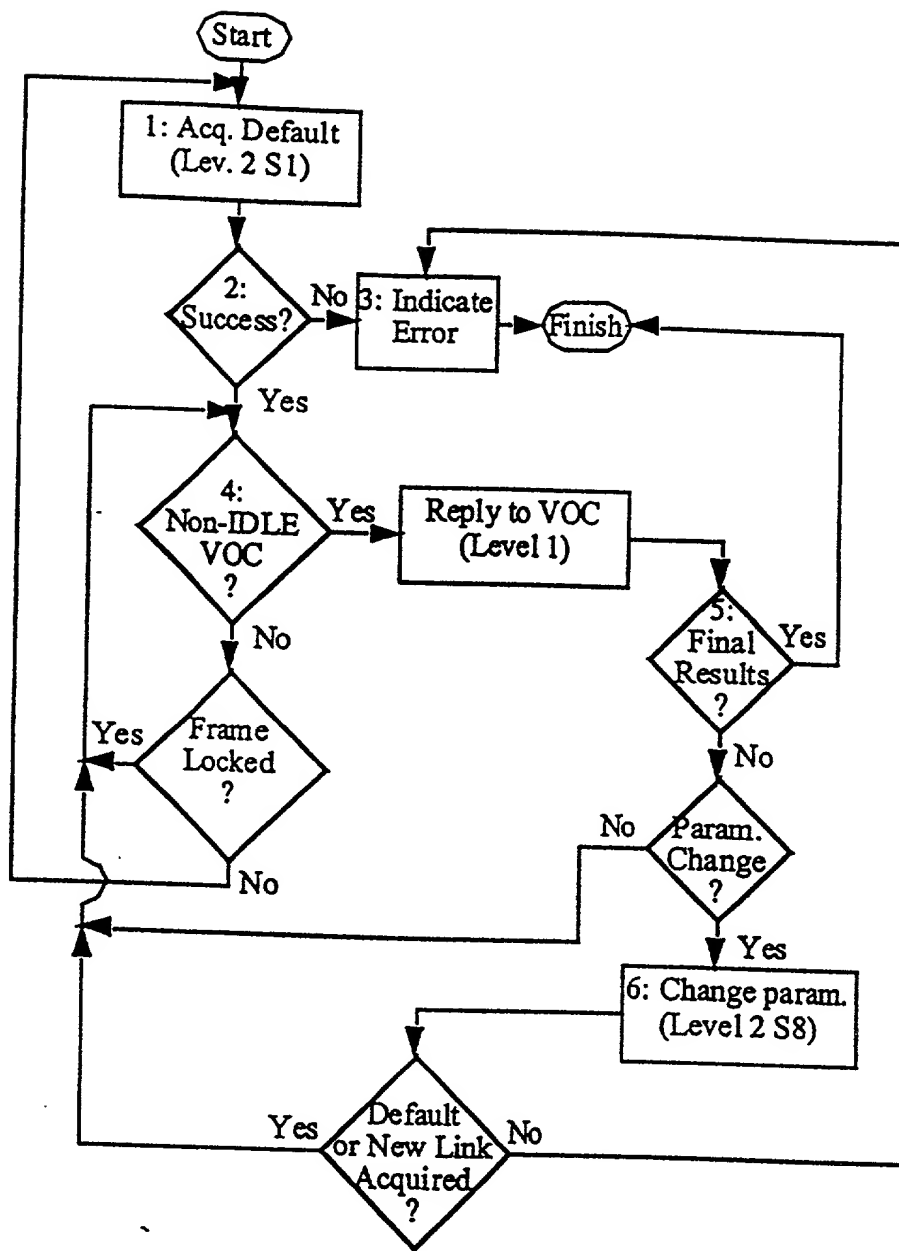 Start
1: Acq. Default
(Lev. 2 S1)
2:
Success?
No
3: Indicate
Error
Finish
Yes
4:
Non-IDLE
VOC
?
Yes
Reply to VOC
(Level 1)
No
5:
Final
Results
?
Yes
Yes
Frame
Locked
?
No
No
No
Param.
Change
?
Yes
6: Change param.
(Level 2 S8)
Yes
Default
or New Link
Acquired
?
No